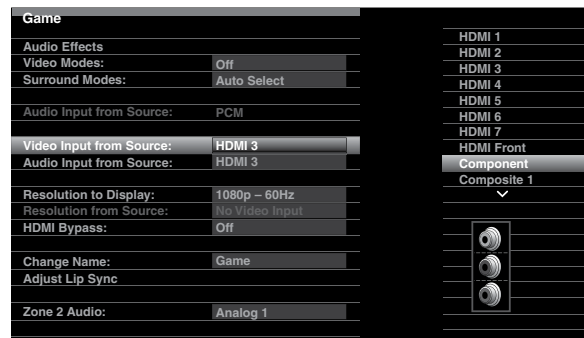 Game
Audio Effects
Video Modes: Off
Surround Modes: Auto Select
Audio Input from Source: PCM
Video Input from Source: HDMI 3
Audio Input from Source: HDMI 3
Resolution to Display: 1080p – 60Hz
Resolution from Source: No Video Input
HDMI Bypass: Off
Change Name: Game
Adjust Lip Sync
Zone 2 Audio: Analog 1
HDMI 1
HDMI 2
HDMI 3
HDMI 4
HDMI 5
HDMI 6
HDMI 7
HDMI Front
Component
Composite 1